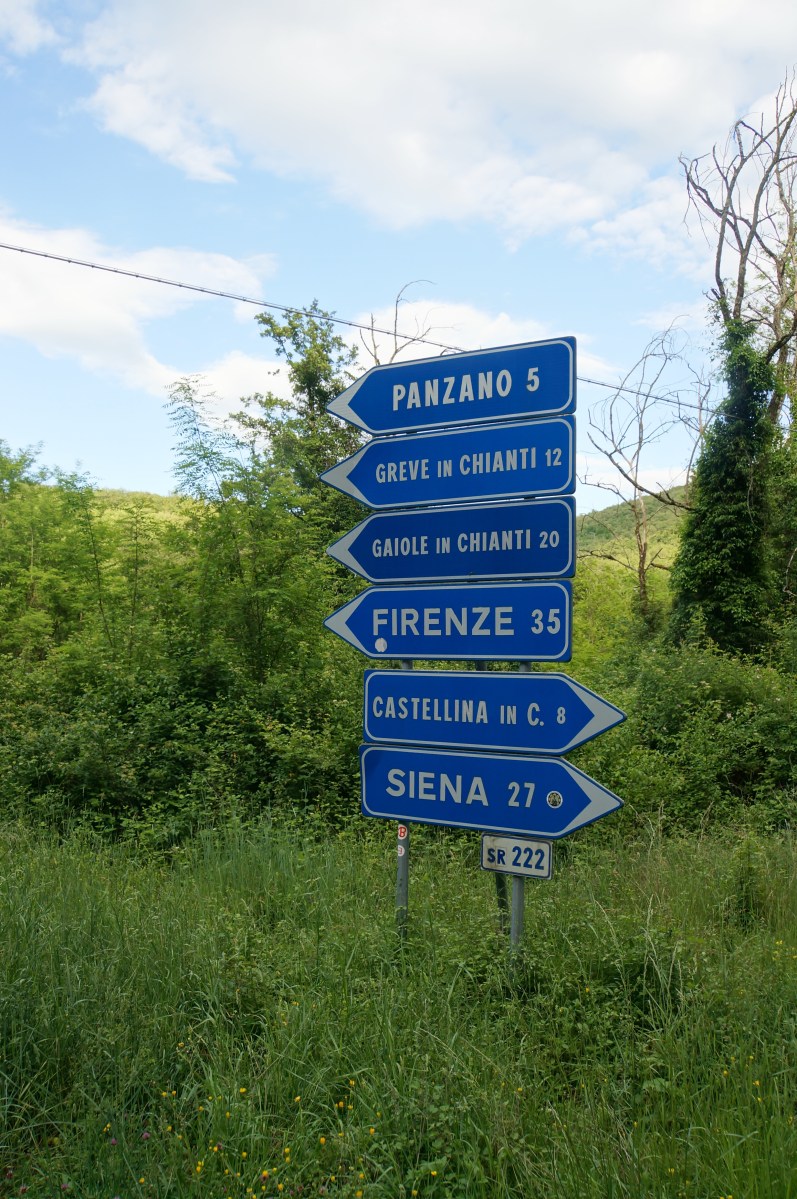 PANZANO 5
GREVE IN CHIANTI 12
GAIOLE IN CHIANTI 20
FIRENZE 35
CASTELLINA IN C. 8
SIENA 27
SR 222